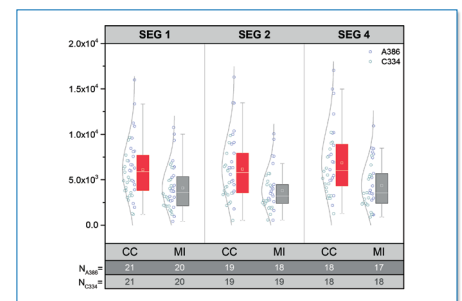 SEG 1 SEG 2 SEG 4
2.0x10⁴
A386
C334
1.5x10⁴
1.0x10⁴
5.0x10³
0.0
CC MI CC MI CC MI
N_A386= 21 20 19 18 18 17
N_C334= 21 20 19 19 18 18